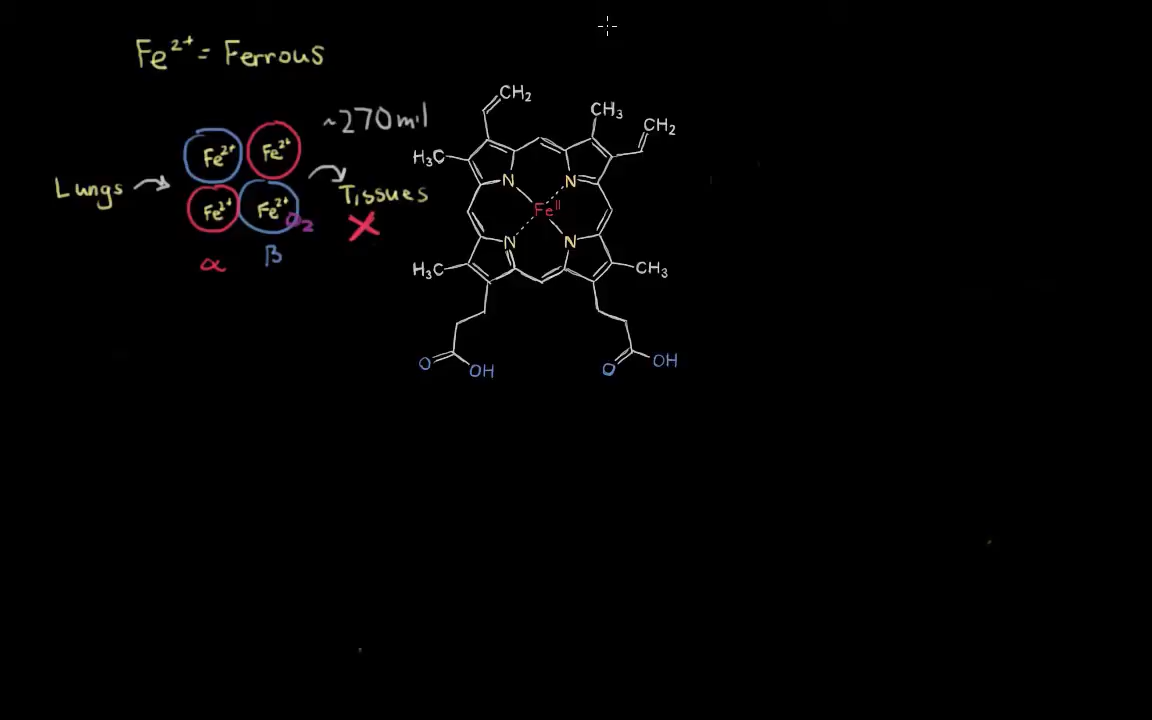 Fe²⁺ = Ferrous
~270 mil
Lungs
Fe²⁺ Fe²⁺
Fe²⁺ Fe²⁺
O₂
α β
Tissues
CH₂
CH₃
CH₂
H₃C
N N
Feᴵᴵ
N N
H₃C
CH₃
O OH
O OH